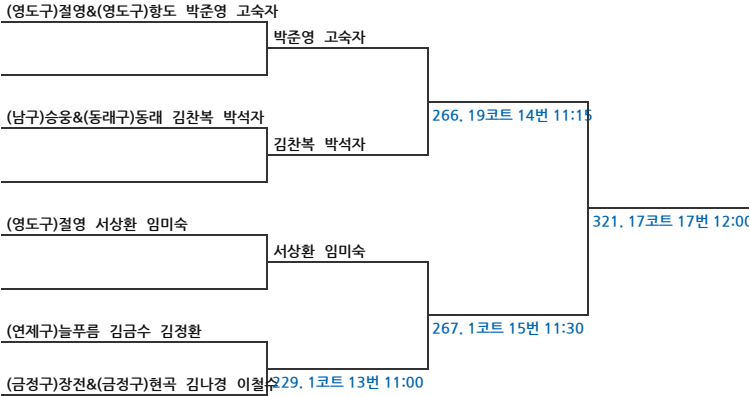 (영도구)절영&(영도구)항도 박준영 고숙자
박준영 고숙자
266. 19코트 14번 11:15
(남구)승웅&(동래구)동래 김찬복 박석자
김찬복 박석자
321. 17코트 17번 12:00
(영도구)절영 서상환 임미숙
서상환 임미숙
267. 1코트 15번 11:30
(연제구)늘푸름 김금수 김정환
(금정구)장전&(금정구)현곡 김나경 이철수
229. 1코트 13번 11:00